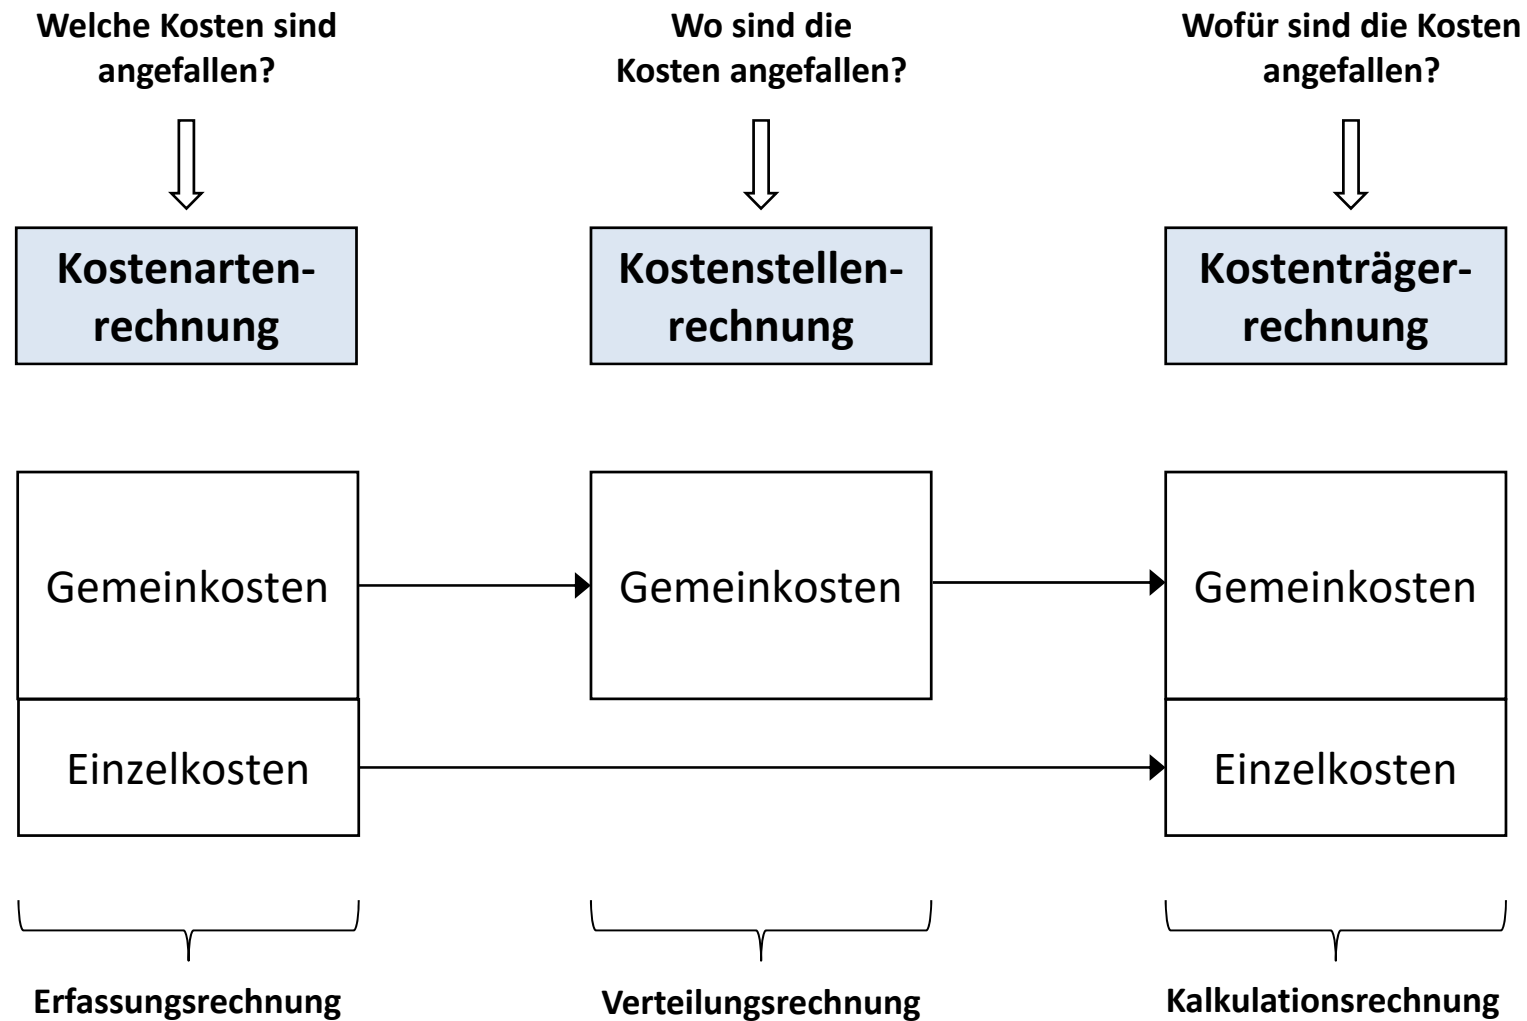 Welche Kosten sind
angefallen?
Wo sind die
Kosten angefallen?
Wofür sind die Kosten
angefallen?
Kostenarten-
rechnung
Kostenstellen-
rechnung
Kostenträger-
rechnung
Gemeinkosten
Gemeinkosten
Gemeinkosten
Einzelkosten
Einzelkosten
Erfassungsrechnung
Verteilungsrechnung
Kalkulationsrechnung